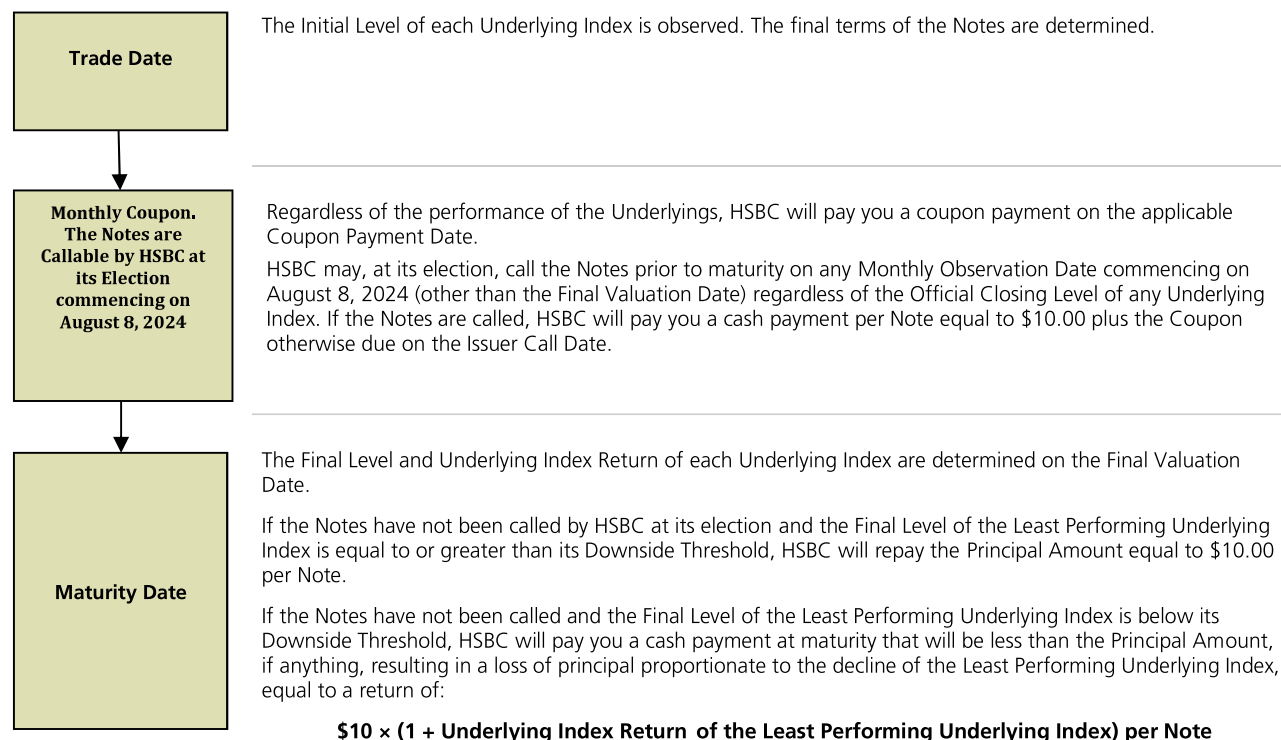 Trade Date
The Initial Level of each Underlying Index is observed. The final terms of the Notes are determined.
Monthly Coupon.
The Notes are
Callable by HSBC at
its Election
commencing on
August 8, 2024
Regardless of the performance of the Underlyings, HSBC will pay you a coupon payment on the applicable
Coupon Payment Date.
HSBC may, at its election, call the Notes prior to maturity on any Monthly Observation Date commencing on
August 8, 2024 (other than the Final Valuation Date) regardless of the Official Closing Level of any Underlying
Index. If the Notes are called, HSBC will pay you a cash payment per Note equal to $10.00 plus the Coupon
otherwise due on the Issuer Call Date.
Maturity Date
The Final Level and Underlying Index Return of each Underlying Index are determined on the Final Valuation
Date.
If the Notes have not been called by HSBC at its election and the Final Level of the Least Performing Underlying
Index is equal to or greater than its Downside Threshold, HSBC will repay the Principal Amount equal to $10.00
per Note.
If the Notes have not been called and the Final Level of the Least Performing Underlying Index is below its
Downside Threshold, HSBC will pay you a cash payment at maturity that will be less than the Principal Amount,
if anything, resulting in a loss of principal proportionate to the decline of the Least Performing Underlying Index,
equal to a return of:
$10 × (1 + Underlying Index Return of the Least Performing Underlying Index) per Note